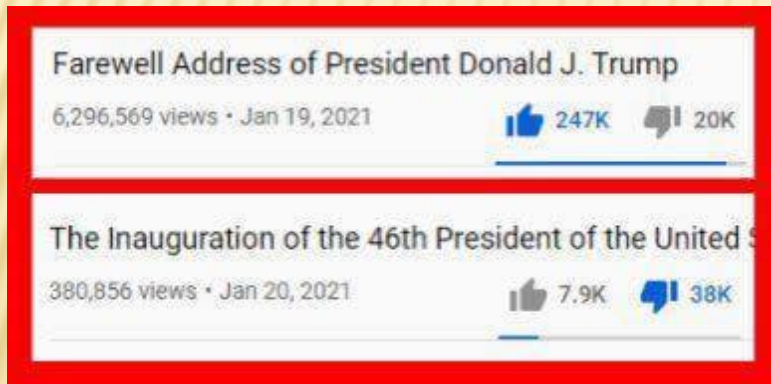 Farewell Address of President Donald J. Trump
6,296,569 views • Jan 19, 2021 247K 20K
The Inauguration of the 46th President of the United
380,856 views • Jan 20, 2021 7.9K 38K